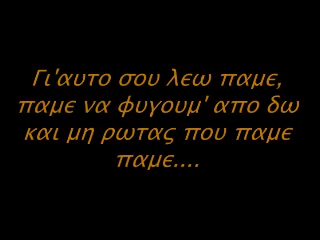 Γι'αυτο σου λεω παμε,
παμε να φυγουμ' απο δω
και μη ρωτας που παμε
παμε....